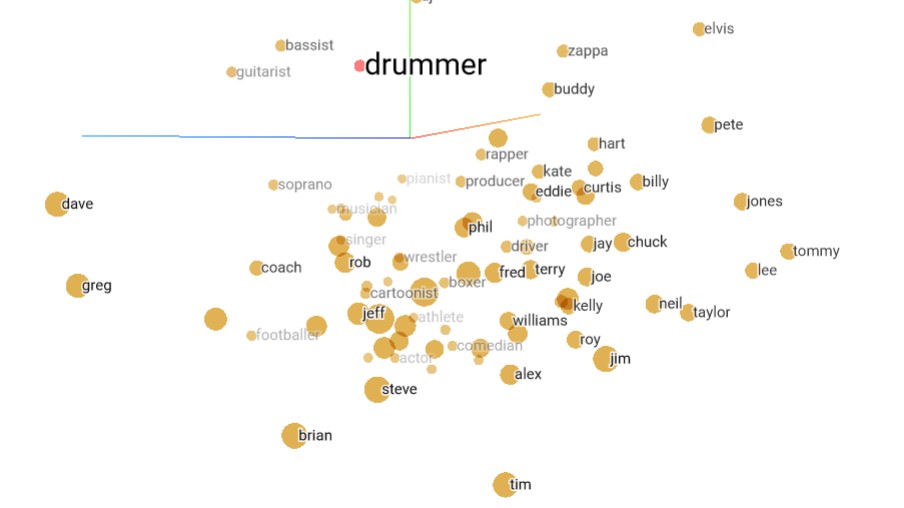 elvis
bassist
zappa
drummer
guitarist
buddy
pete
hart
rapper
kate
pianist
producer
billy
soprano
eddie
curtis
jones
dave
musician
photographer
phil
singer
jay
chuck
driver
tommy
wrestler
rob
coach
fred
terry
lee
joe
boxer
greg
cartoonist
kelly
neil
jeff
taylor
athlete
williams
footballer
roy
comedian
actor
jim
alex
steve
brian
tim